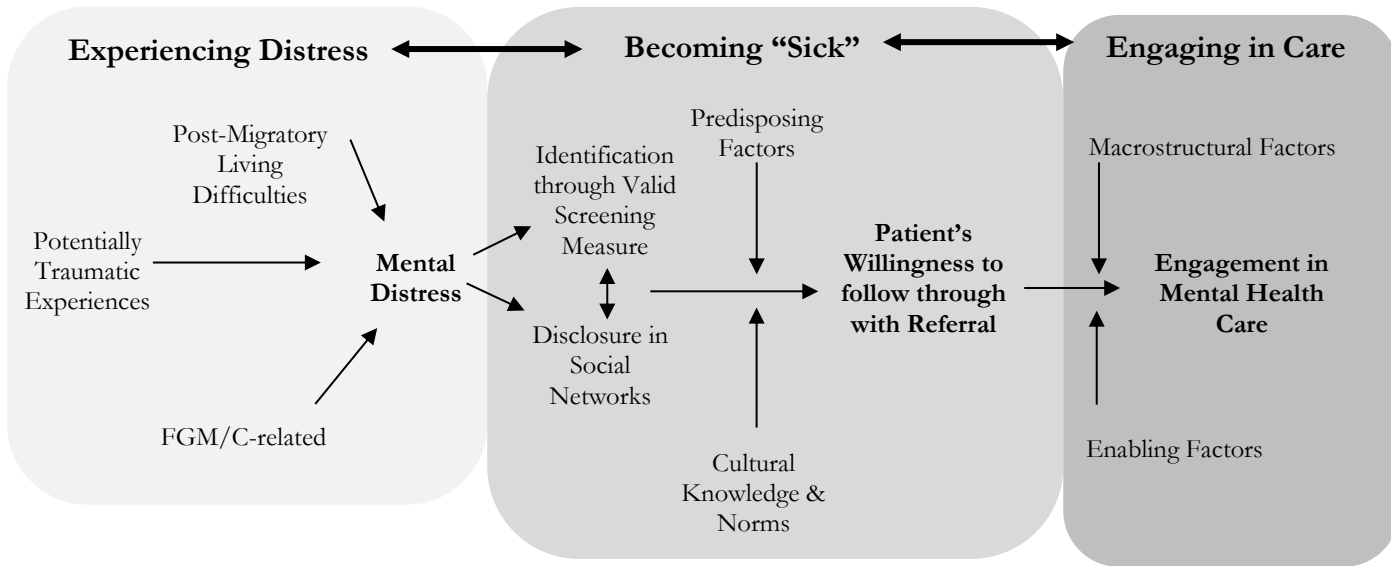 Experiencing Distress
Becoming “Sick”
Engaging in Care
Post-Migratory
Living
Difficulties
Potentially
Traumatic
Experiences
FGM/C-related
Mental
Distress
Identification
through Valid
Screening
Measure
Disclosure in
Social
Networks
Predisposing
Factors
Cultural
Knowledge &
Norms
Patient’s
Willingness to
follow through
with Referral
Macrostructural Factors
Engagement in
Mental Health
Care
Enabling Factors